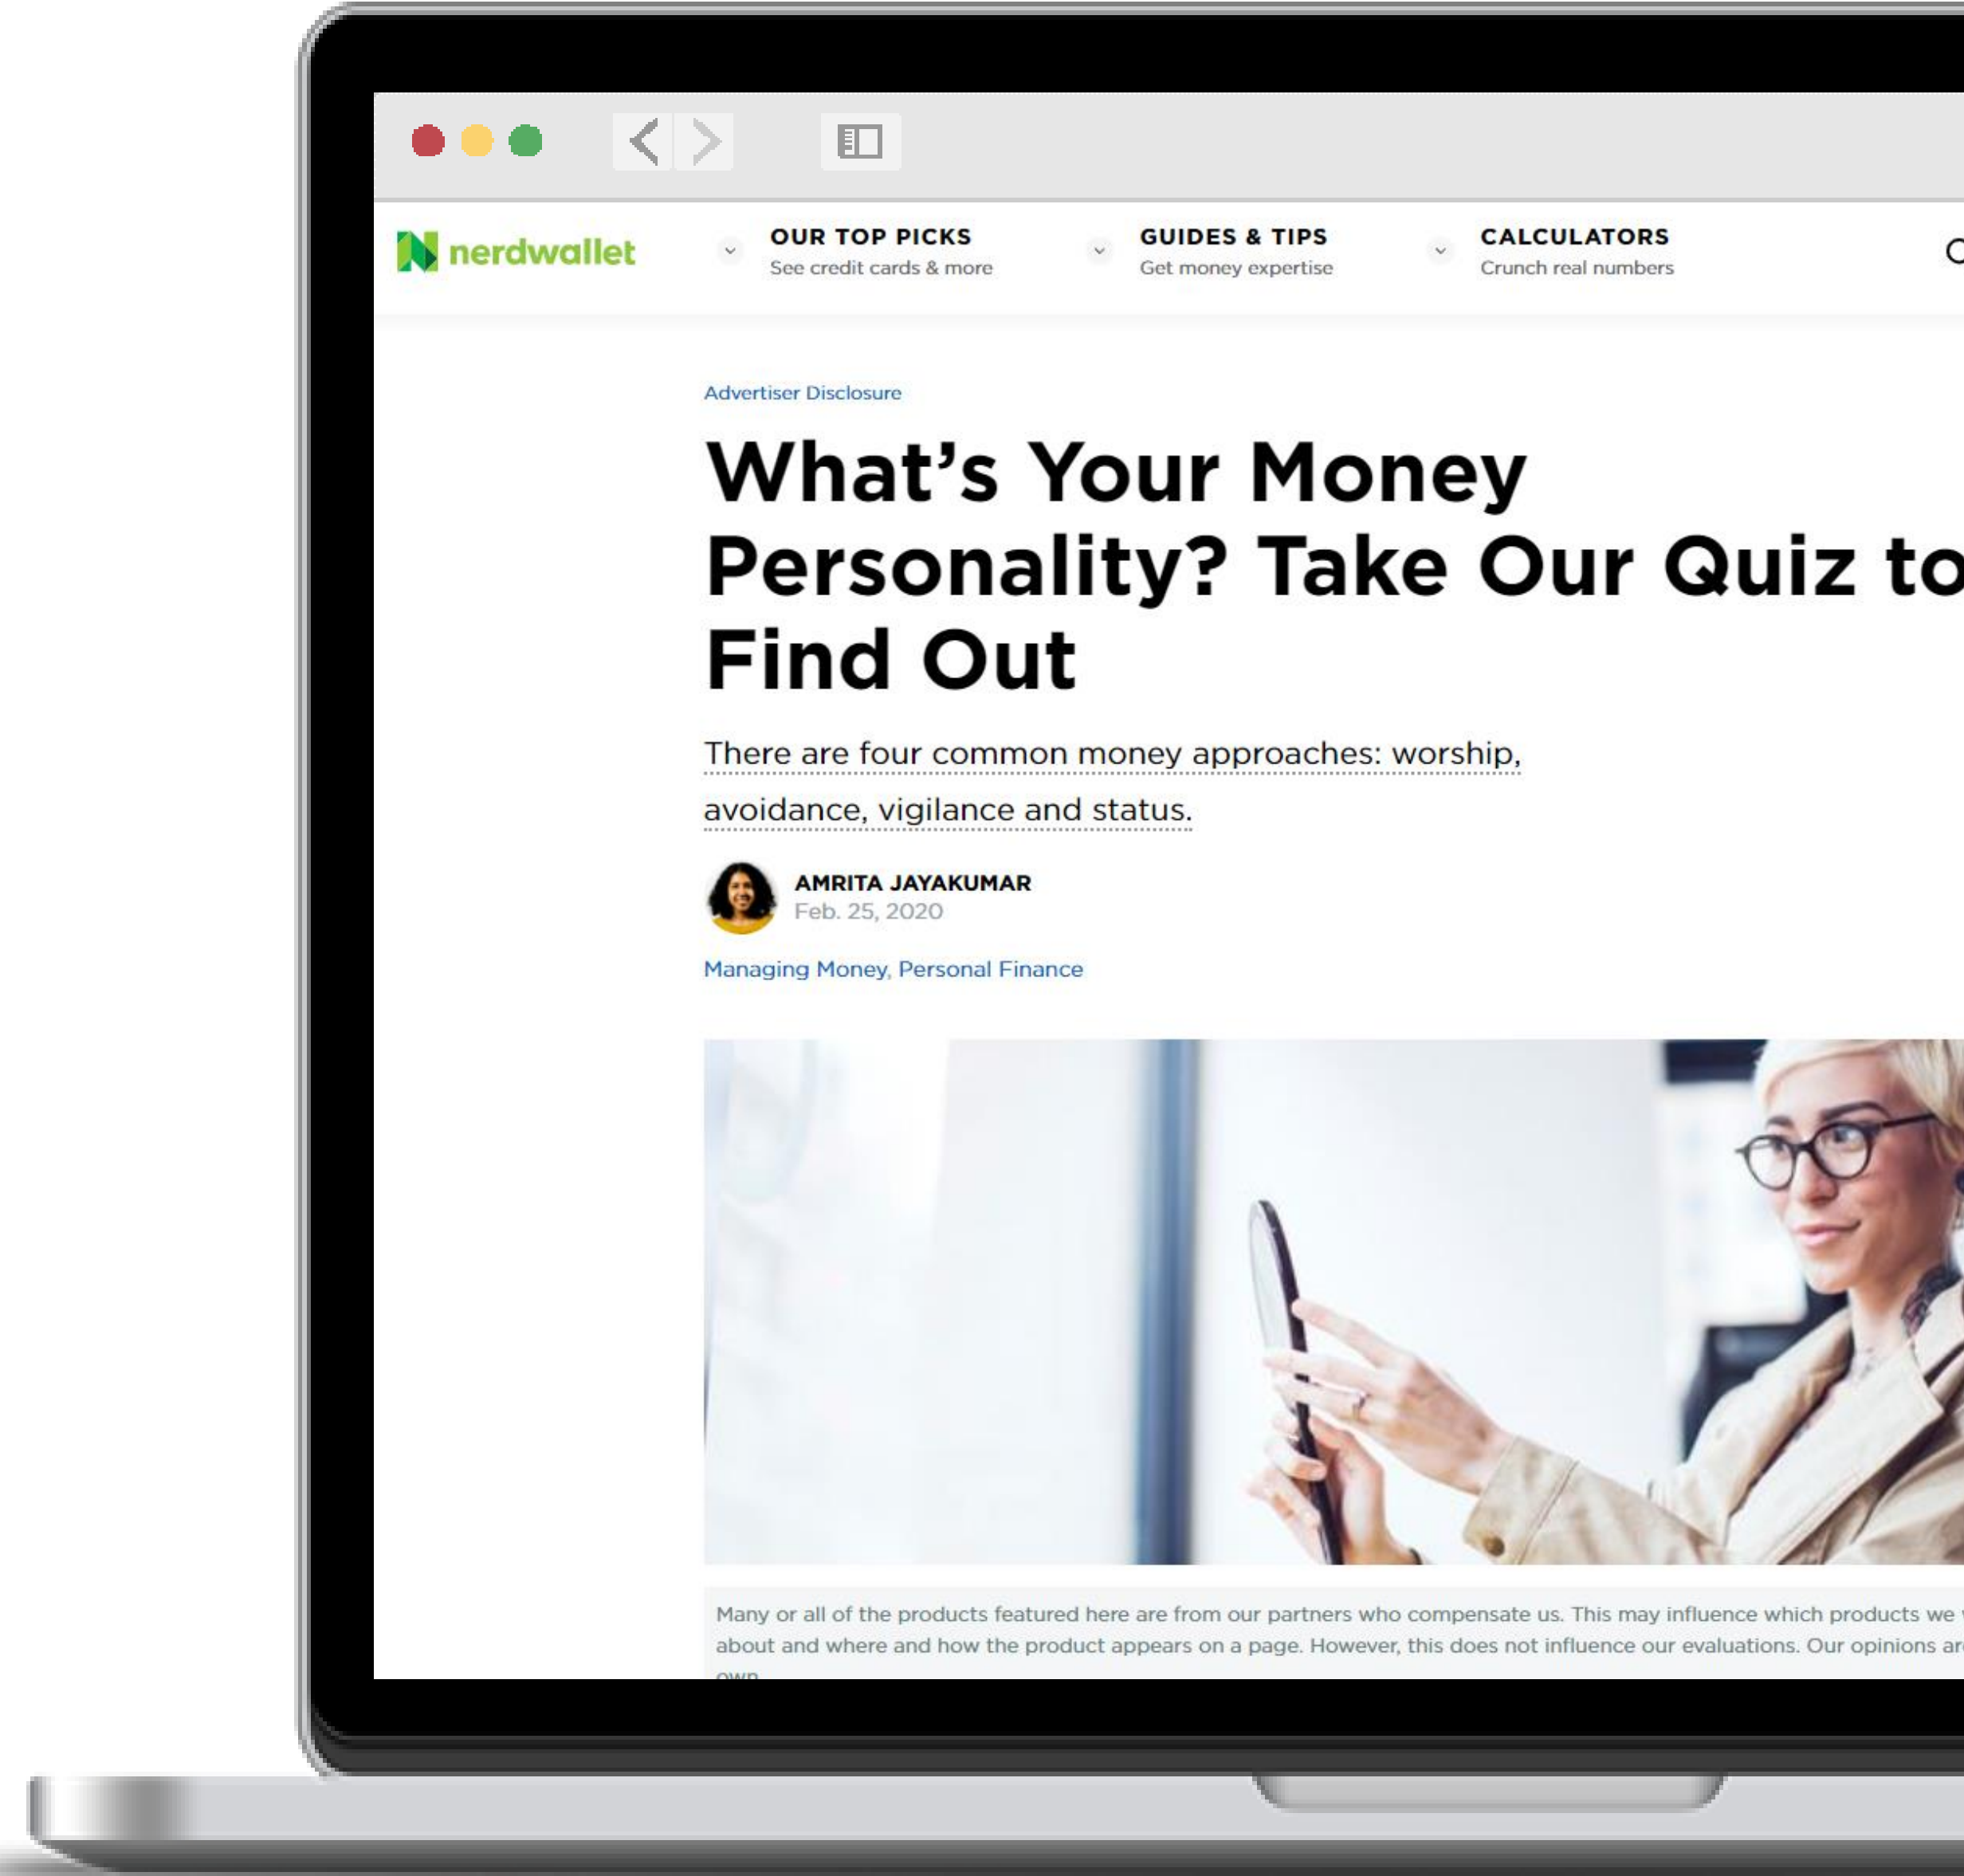 nerdwallet
OUR TOP PICKS
See credit cards & more
GUIDES & TIPS
Get money expertise
CALCULATORS
Crunch real numbers
Advertiser Disclosure
What’s Your Money
Personality? Take Our Quiz to
Find Out
There are four common money approaches: worship,
avoidance, vigilance and status.
AMRITA JAYAKUMAR
Feb. 25, 2020
Managing Money, Personal Finance
Many or all of the products featured here are from our partners who compensate us. This may influence which products we
about and where and how the product appears on a page. However, this does not influence our evaluations. Our opinions
own